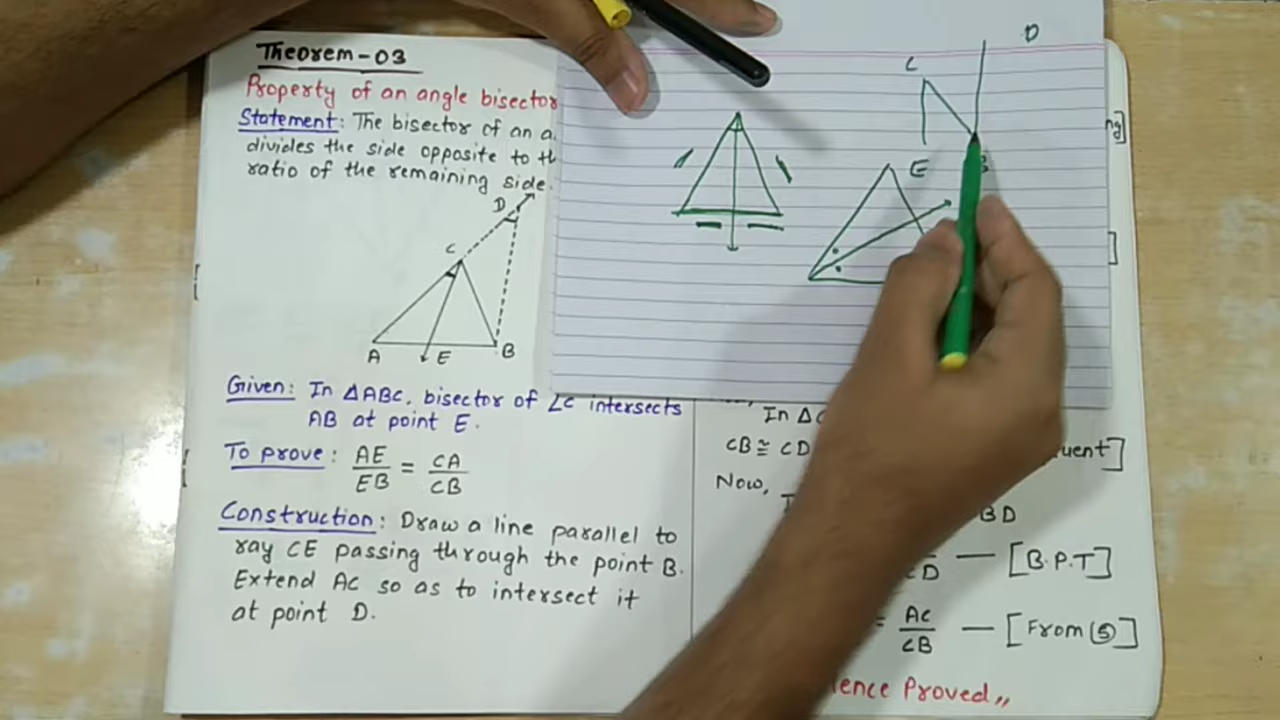 Theorem-03
Property of an angle bisector
Statement: The bisector of an
divides the side opposite to
ratio of the remaining side.
D
C
A
E
B
Given: In ΔABC, bisector of ∠C intersects
AB at point E.
To prove: AE/EB = CA/CB
Construction: Draw a line parallel to
ray CE passing through the point B.
Extend AC so as to intersect it
at point D.
D
C
E
In Δ
CB ≅ CD
Now,
BD
CD — [B.P.T]
= AC/CB — [From (5)]
Hence Proved,,